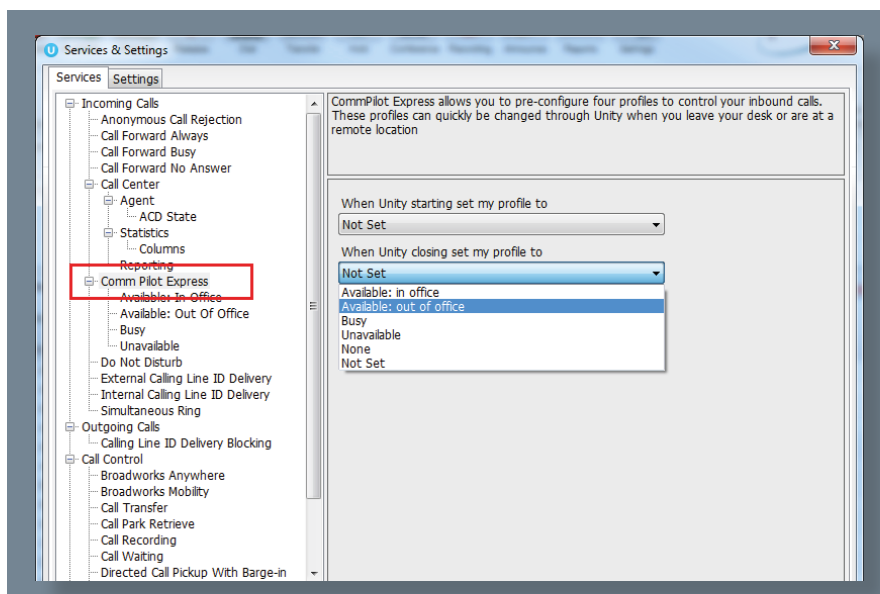 Services & Settings
Services Settings
Incoming Calls
Anonymous Call Rejection
Call Forward Always
Call Forward Busy
Call Forward No Answer
Call Center
Agent
ACD State
Statistics
Columns
Reporting
Comm Pilot Express
Available: In Office
Available: Out Of Office
Busy
Unavailable
Do Not Disturb
External Calling Line ID Delivery
Internal Calling Line ID Delivery
Simultaneous Ring
Outgoing Calls
Calling Line ID Delivery Blocking
Call Control
Broadworks Anywhere
Broadworks Mobility
Call Transfer
Call Park Retrieve
Call Recording
Call Waiting
Directed Call Pickup With Barge-in
CommPilot Express allows you to pre-configure four profiles to control your inbound calls.
These profiles can quickly be changed through Unity when you leave your desk or are at a
remote location
When Unity starting set my profile to
Not Set
When Unity closing set my profile to
Not Set
Available: in office
Available: out of office
Busy
Unavailable
None
Not Set